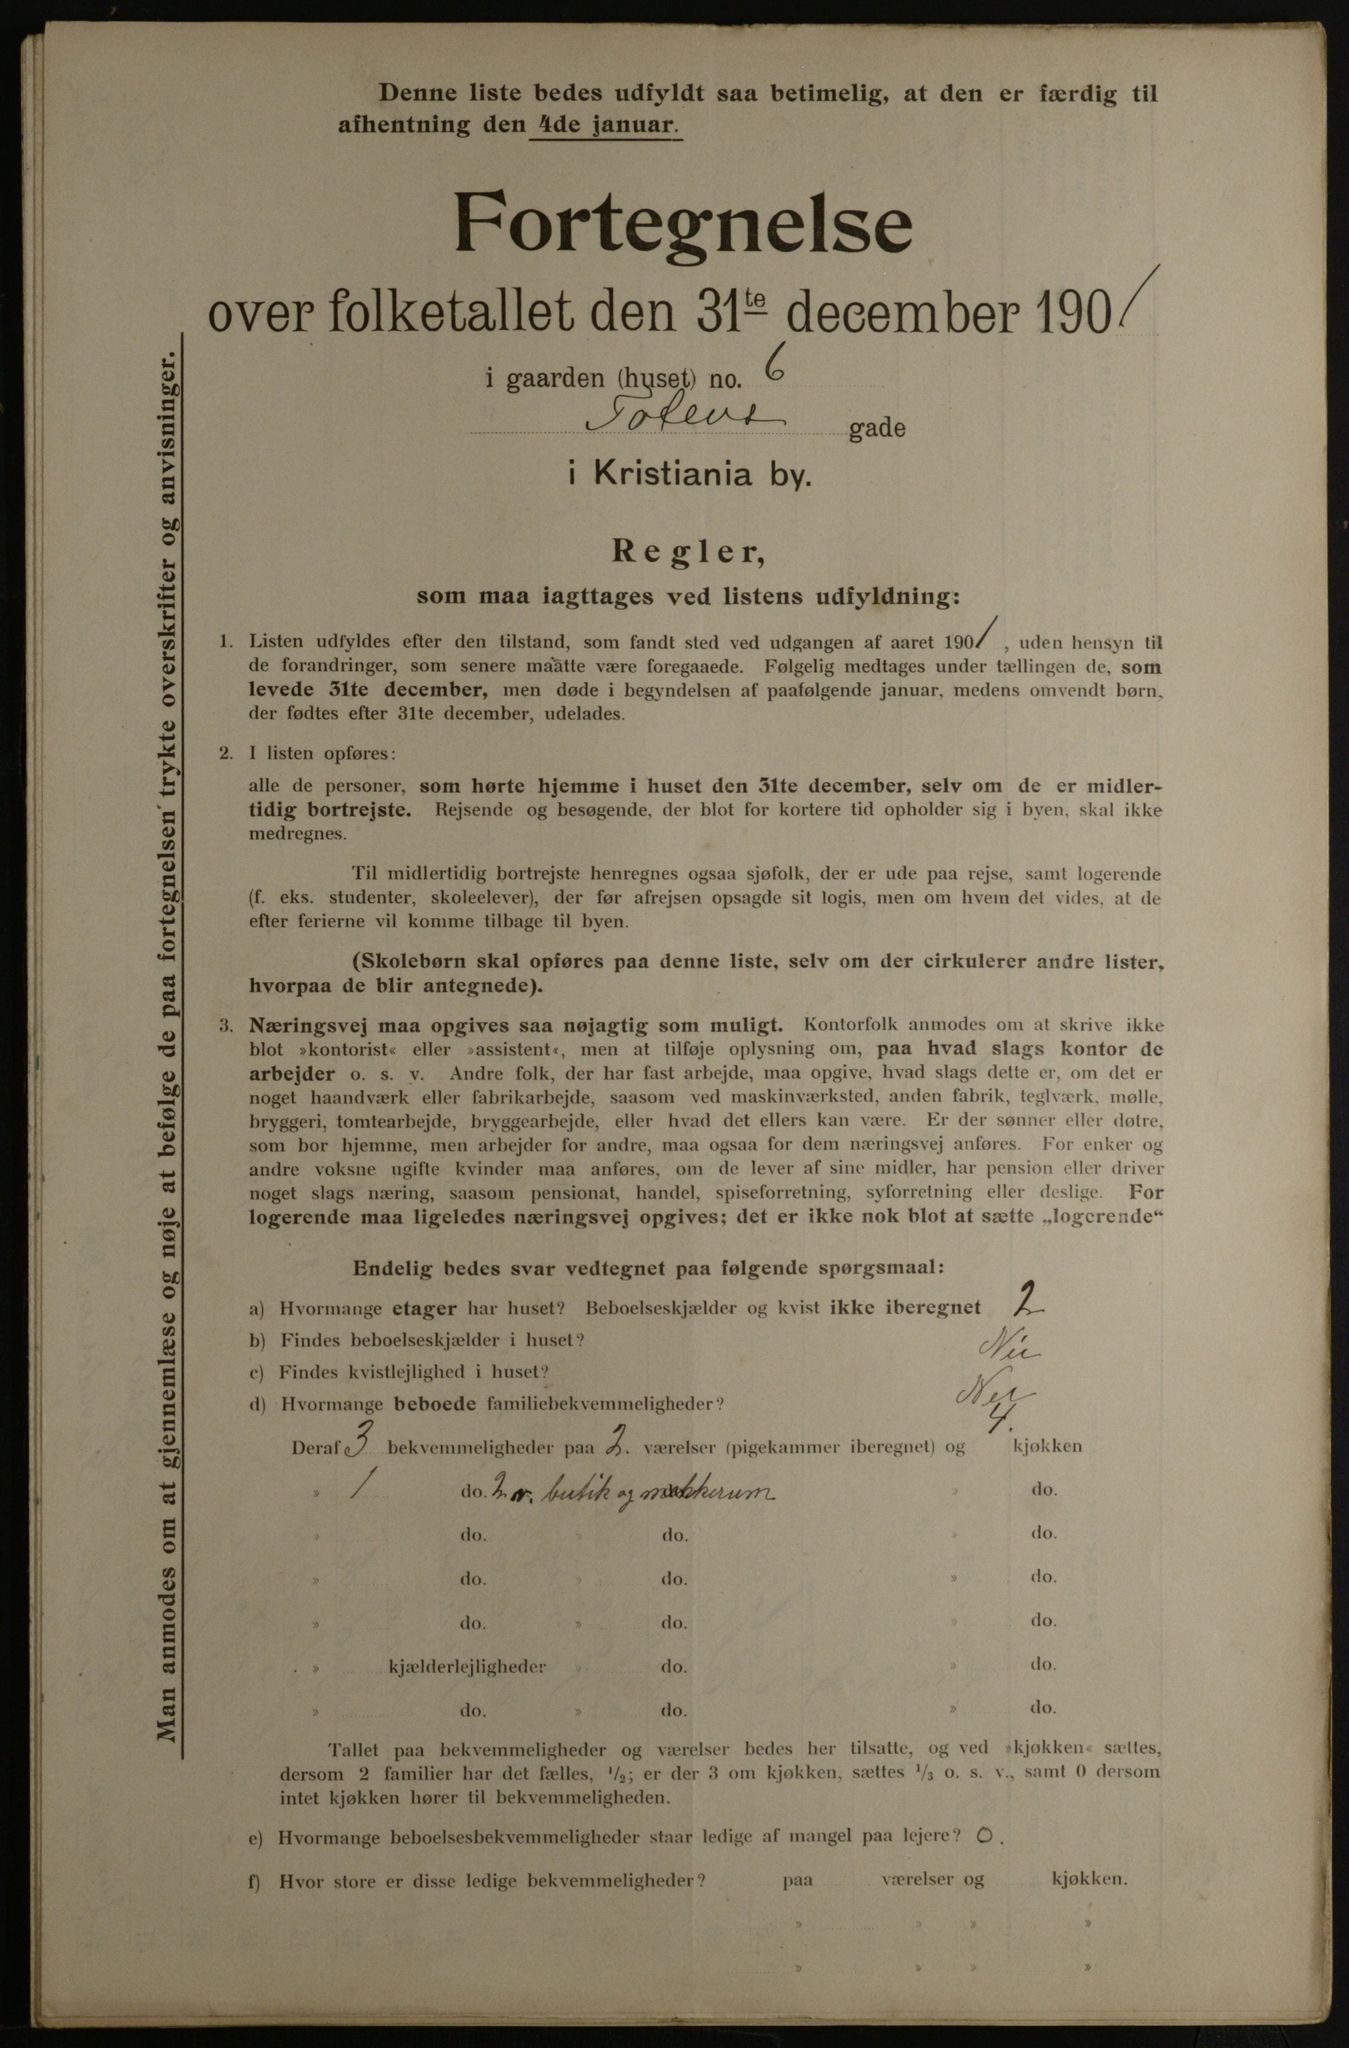 Denne liste bedes udfyldt saa betimelig, at den er færdig til
afhentning den 4de januar.
Fortegnelse
over folketallet den 31te december 1901
i gaarden (huset) no. 6
Totens gade
i Kristiania by.
Regler,
som maa iagttages ved listens udfyldning:
1. Listen udfyldes efter den tilstand, som fandt sted ved udgangen af aaret 1901, uden hensyn til
de forandringer, som senere maatte være foregaaede. Følgelig medtages under tællingen de, som
levede 31te december, men døde i begyndelsen af paafølgende januar, medens omvendt børn,
der fødtes efter 31te december, udelades.
2. I listen opføres:
alle de personer, som hørte hjemme i huset den 31te december, selv om de er midler-
tidig bortrejste. Rejsende og besøgende, der blot for kortere tid opholder sig i byen, skal ikke
medregnes.
Til midlertidig bortrejste henregnes ogsaa sjøfolk, der er ude paa rejse, samt logerende
(f. eks. studenter, skoleelever), der før afrejsen opsagde sit logis, men om hvem det vides, at de
efter ferierne vil komme tilbage til byen.
(Skolebørn skal opføres paa denne liste, selv om der cirkulerer andre lister,
hvorpaa de blir antegnede).
3. Næringsvej maa opgives saa nøjagtig som muligt. Kontorfolk anmodes om at skrive ikke
blot »kontorist« eller »assistent«, men at tilføje oplysning om, paa hvad slags kontor de
arbejder o. s. v. Andre folk, der har fast arbejde, maa opgive, hvad slags dette er, om det er
noget haandværk eller fabrikarbejde, saasom ved maskinværksted, anden fabrik, teglværk, mølle,
bryggeri, tomtearbejde, bryggearbejde, eller hvad det ellers kan være. Er der sønner eller døtre,
som bor hjemme, men arbejder for andre, maa ogsaa for dem næringsvej anføres. For enker og
andre voksne ugifte kvinder maa anføres, om de lever af sine midler, har pension eller driver
noget slags næring, saasom pensionat, handel, spiseforretning, syforretning eller deslige. For
logerende maa ligeledes næringsvej opgives; det er ikke nok blot at sætte „logerende“
Endelig bedes svar vedtegnet paa følgende spørgsmaal:
a) Hvormange etager har huset? Beboelseskjælder og kvist ikke iberegnet 2
b) Findes beboelseskjælder i huset? Nei
c) Findes kvistlejlighed i huset? Nei
d) Hvormange beboede familiebekvemmeligheder? 4.
Deraf 3 bekvemmeligheder paa 2. værelser (pigekammer iberegnet) og kjøkken
» 1 do. 2 v. butik og » do.
» do. » do. » do.
» do. » do. » do.
» do. » do. » do.
» kjælderlejligheder » do. » do.
» do. » do. » do.
Tallet paa bekvemmeligheder og værelser bedes her tilsatte, og ved »kjøkken« sættes,
dersom 2 familier har det fælles, 1/2; er der 3 om kjøkken, sættes 1/3 o. s. v., samt 0 dersom
intet kjøkken hører til bekvemmeligheden.
e) Hvormange beboelsesbekvemmeligheder staar ledige af mangel paa lejere? 0.
f) Hvor store er disse ledige bekvemmeligheder? paa værelser og kjøkken.
» » » »
» » » »
Man anmodes om at gjennemlæse og nøje at befølge de paa fortegnelsen trykte overskrifter og anvisninger.